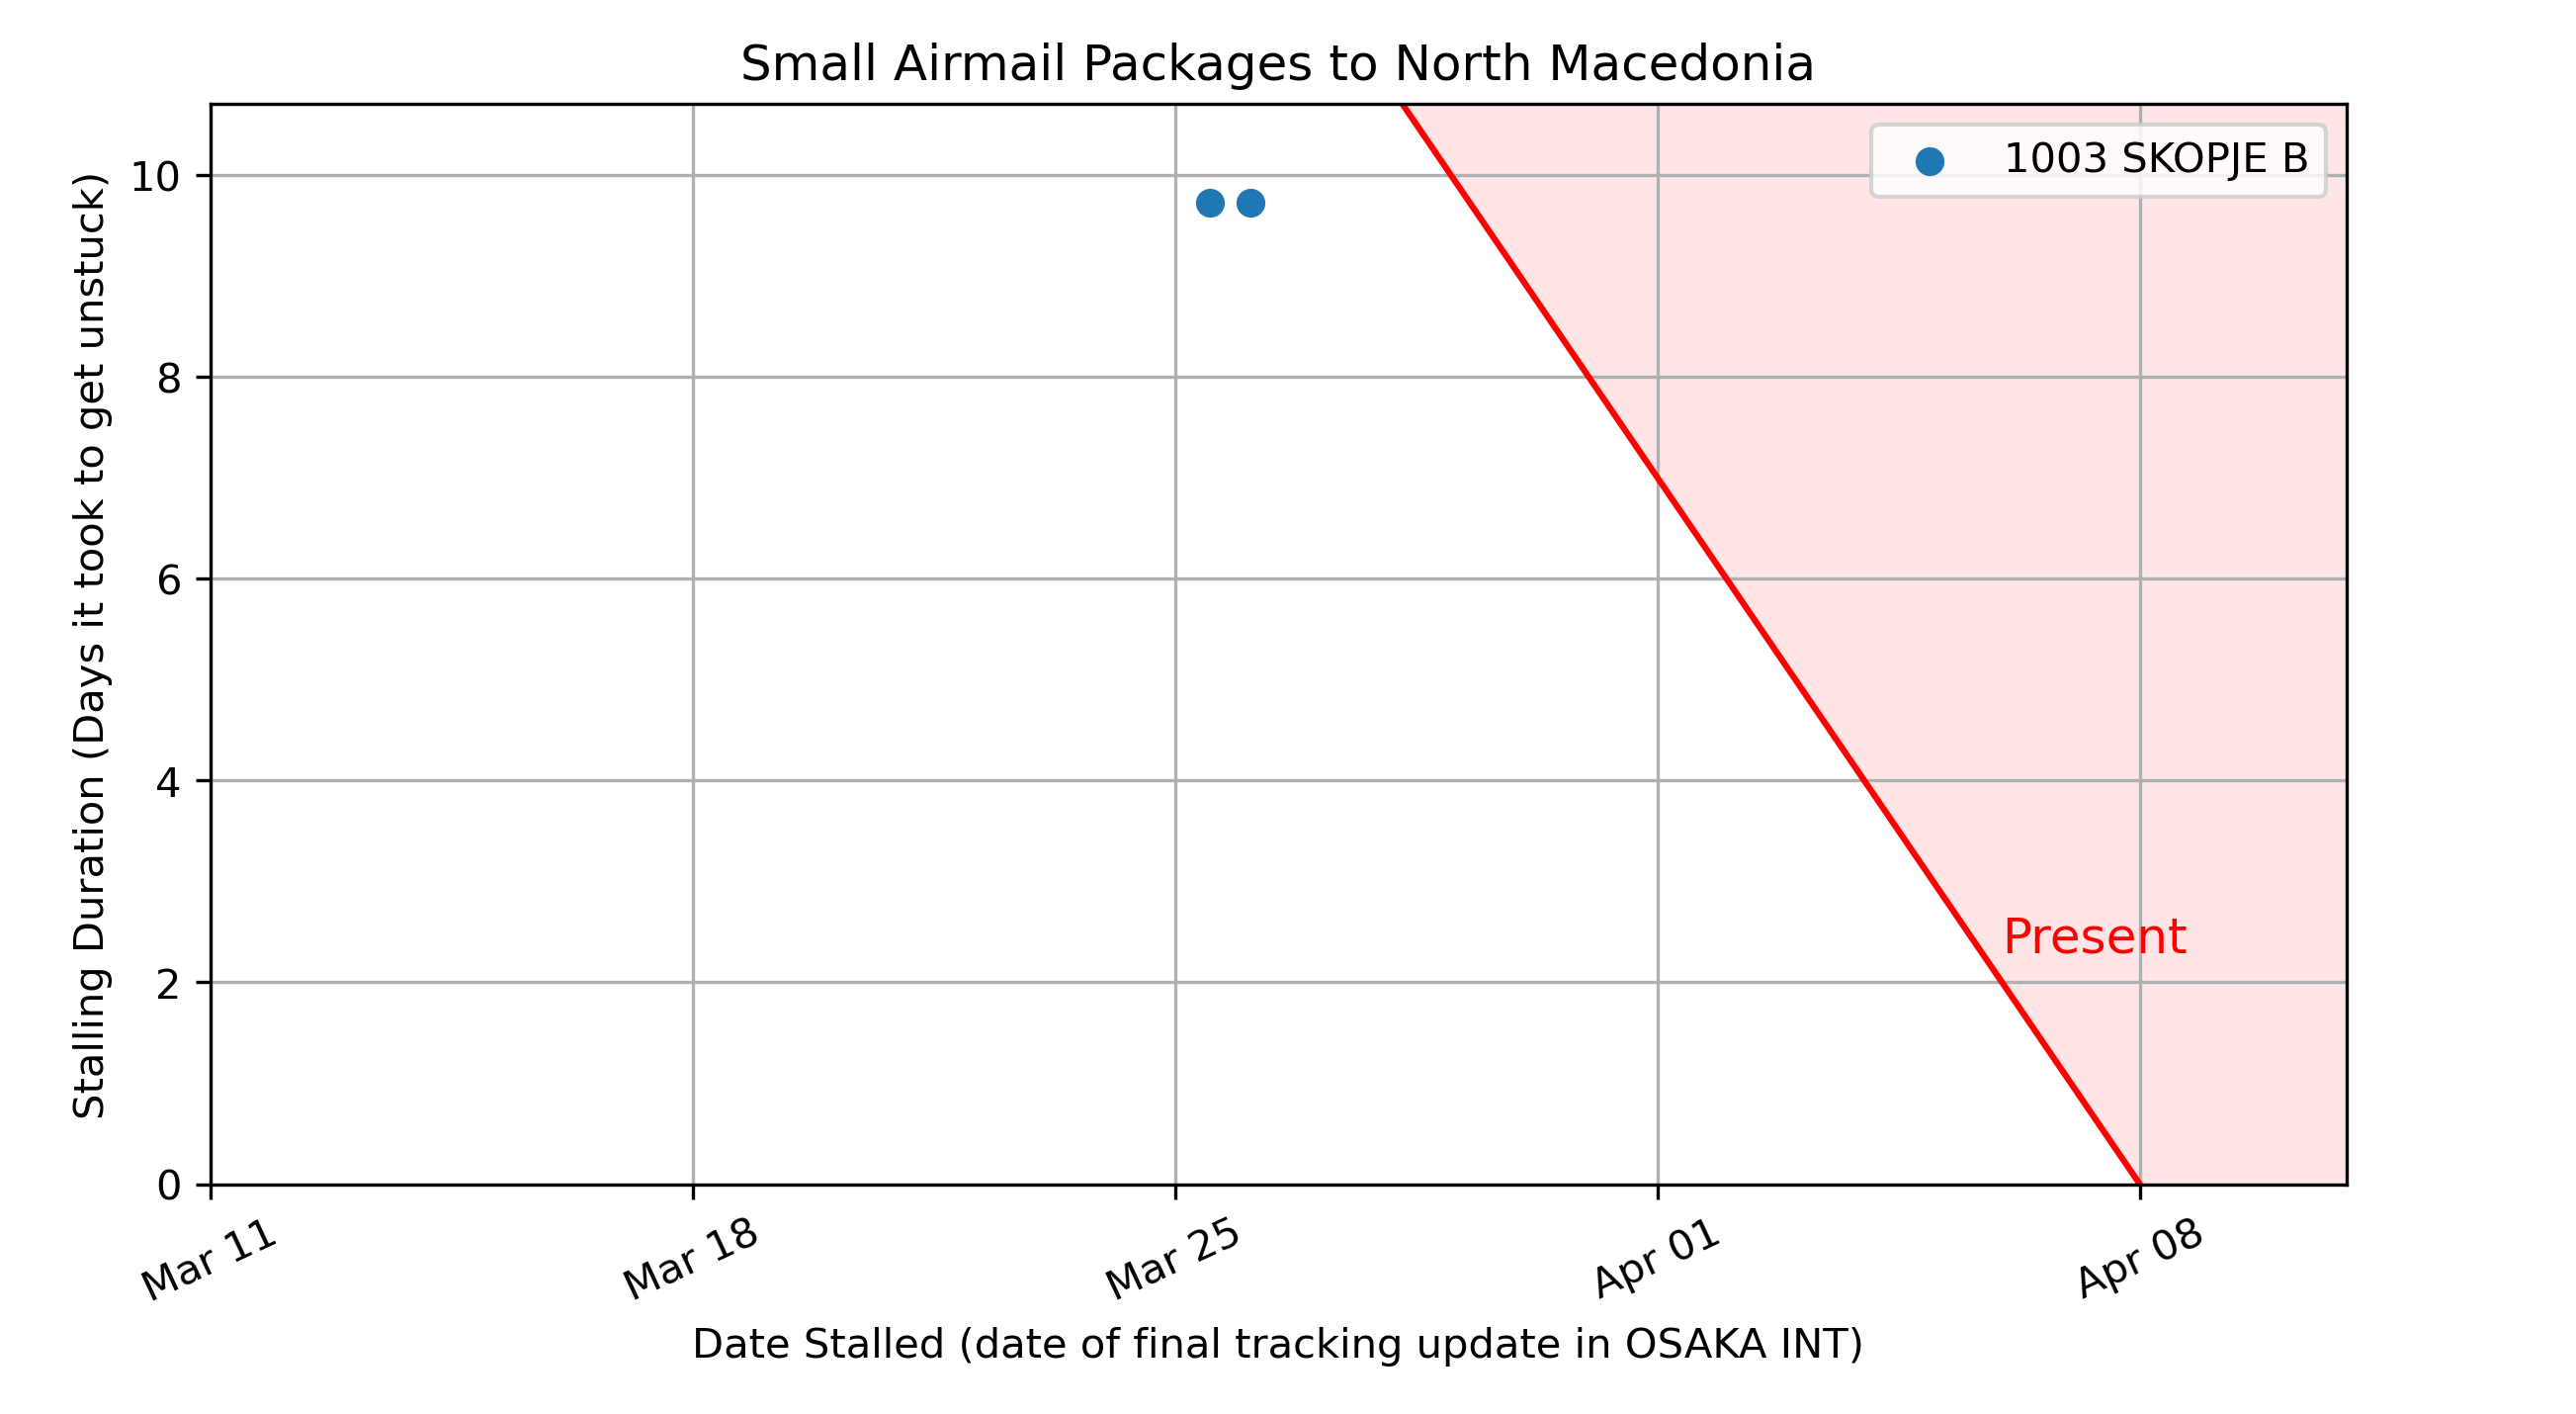 Small Airmail Packages to North Macedonia
Stalling Duration (Days it took to get unstuck)
10
8
6
4
2
0
1003 SKOPJE B
Present
Mar 11
Mar 18
Mar 25
Apr 01
Apr 08
Date Stalled (date of final tracking update in OSAKA INT)